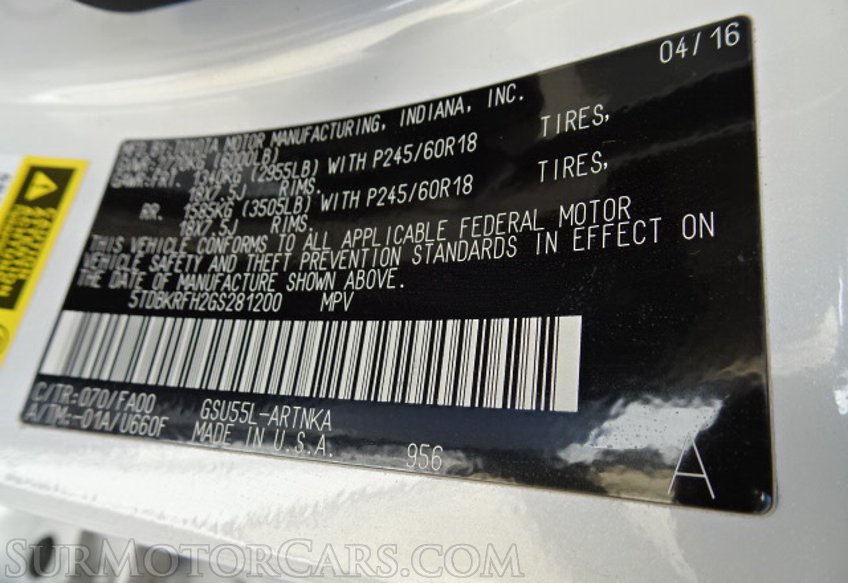 04/16
MFD BY:TOYOTA MOTOR MANUFACTURING, INDIANA, INC.
(6000LB)
GAWR:FRT. 1340KG (2955LB) WITH P245/60R18 TIRES,
18X7.5J RIMS.
RR. 1585KG (3505LB) WITH P245/60R18 TIRES,
18X7.5J RIMS.
THIS VEHICLE CONFORMS TO ALL APPLICABLE FEDERAL MOTOR
VEHICLE SAFETY AND THEFT PREVENTION STANDARDS IN EFFECT ON
THE DATE OF MANUFACTURE SHOWN ABOVE.
5TDBKRFH2GS281200 MPV
C/TR:070/FA00 GSU55L-ARTNKA
A/TM:-01A/U660F MADE IN U.S.A. 956
A
SurMotorCars.com